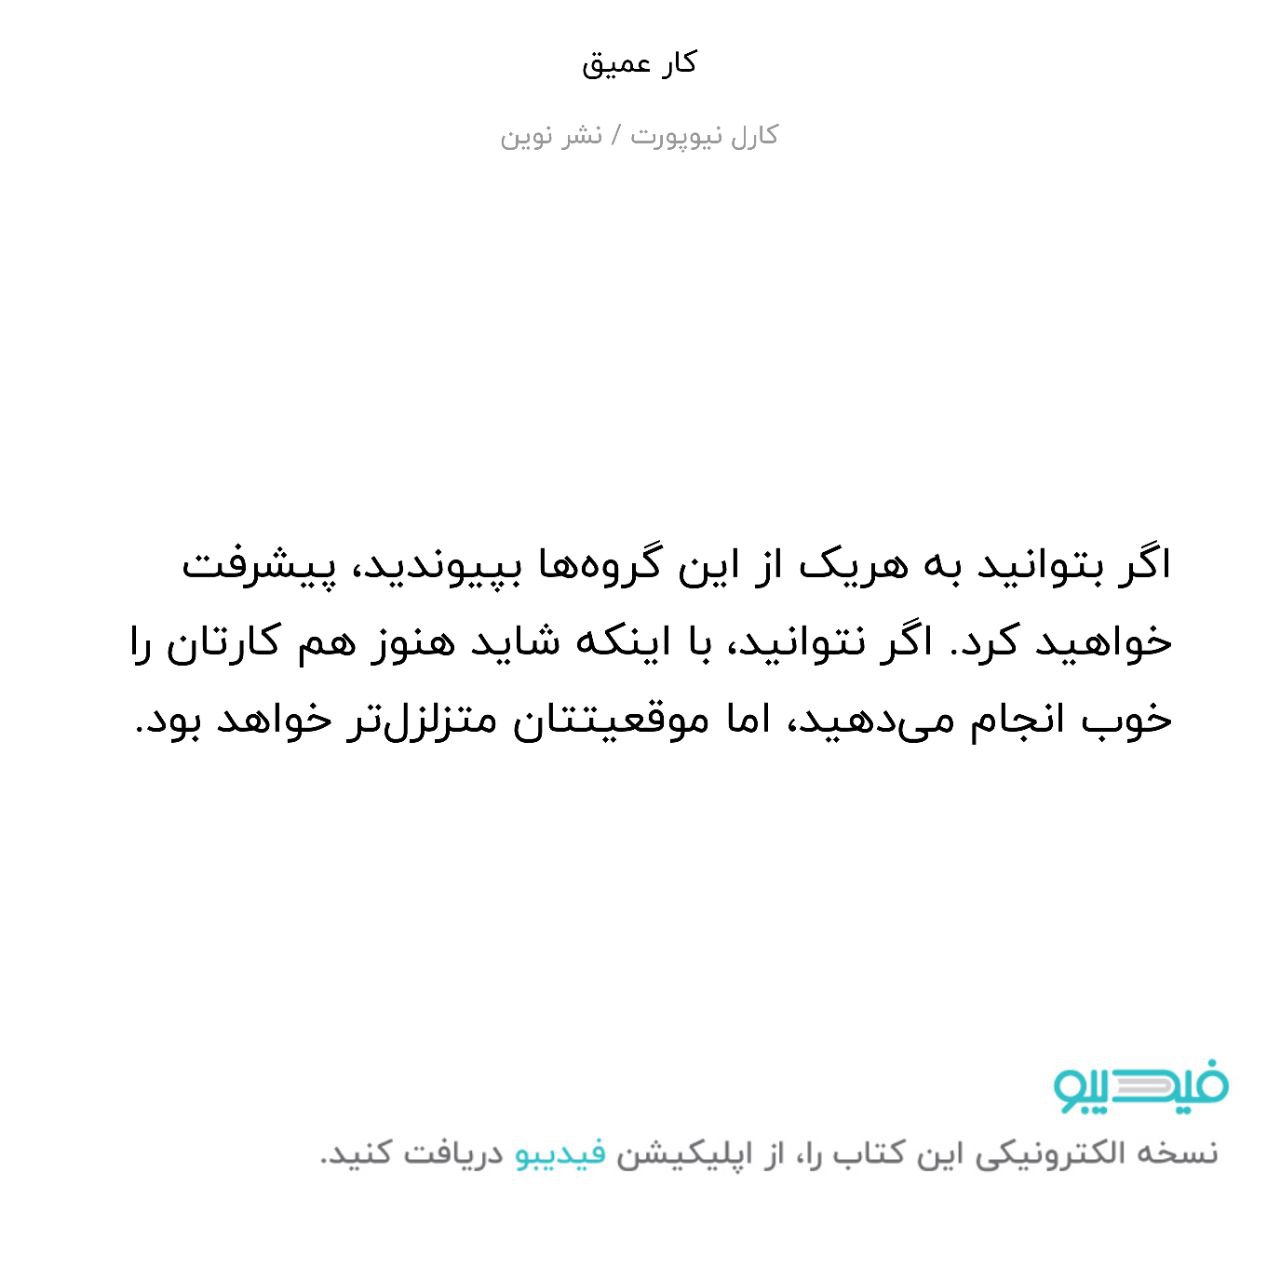 کار عمیق
کارل نیوپورت / نشر نوین
اگر بتوانید به هریک از این گروه‌ها بپیوندید، پیشرفت
خواهید کرد. اگر نتوانید، با اینکه شاید هنوز هم کارتان را
خوب انجام می‌دهید، اما موقعیتتان متزلزل‌تر خواهد بود.
فیدیبو
نسخه الکترونیکی این کتاب را، از اپلیکیشن فیدیبو دریافت کنید.